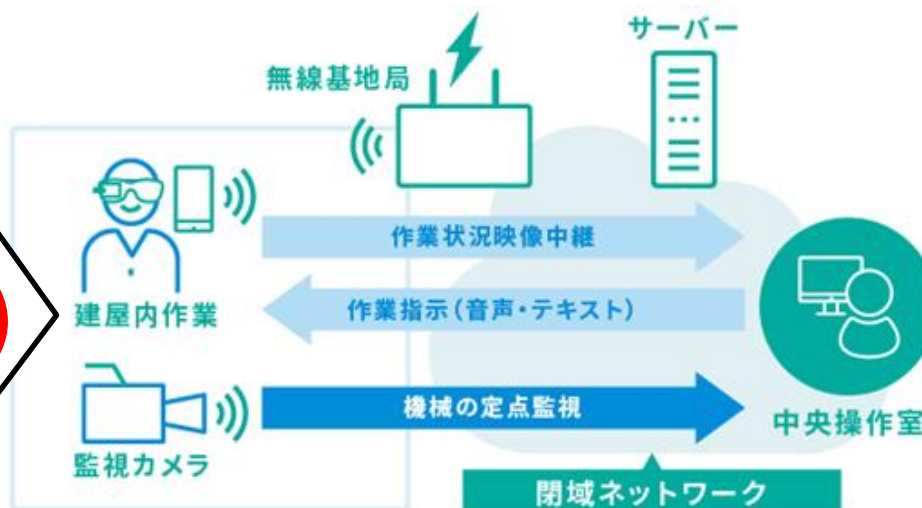 サーバー
無線基地局
作業状況映像中継
作業指示(音声・テキスト)
建屋内作業
機械の定点監視
中央操作室
監視カメラ
閉域ネットワーク